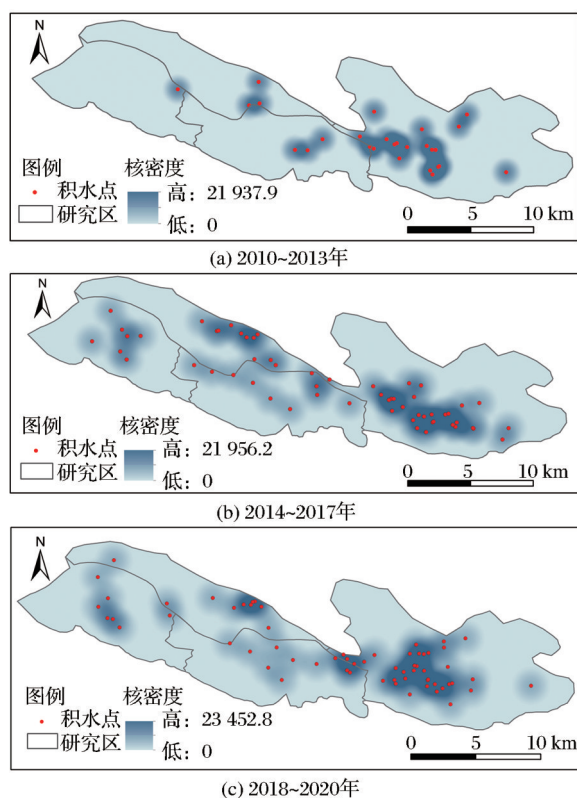 N
图例 核密度
积水点 高：21 937.9
研究区 低：0
0 5 10 km
(a) 2010~2013年
N
图例 核密度
积水点 高：21 956.2
研究区 低：0
0 5 10 km
(b) 2014~2017年
N
图例 核密度
积水点 高：23 452.8
研究区 低：0
0 5 10 km
(c) 2018~2020年